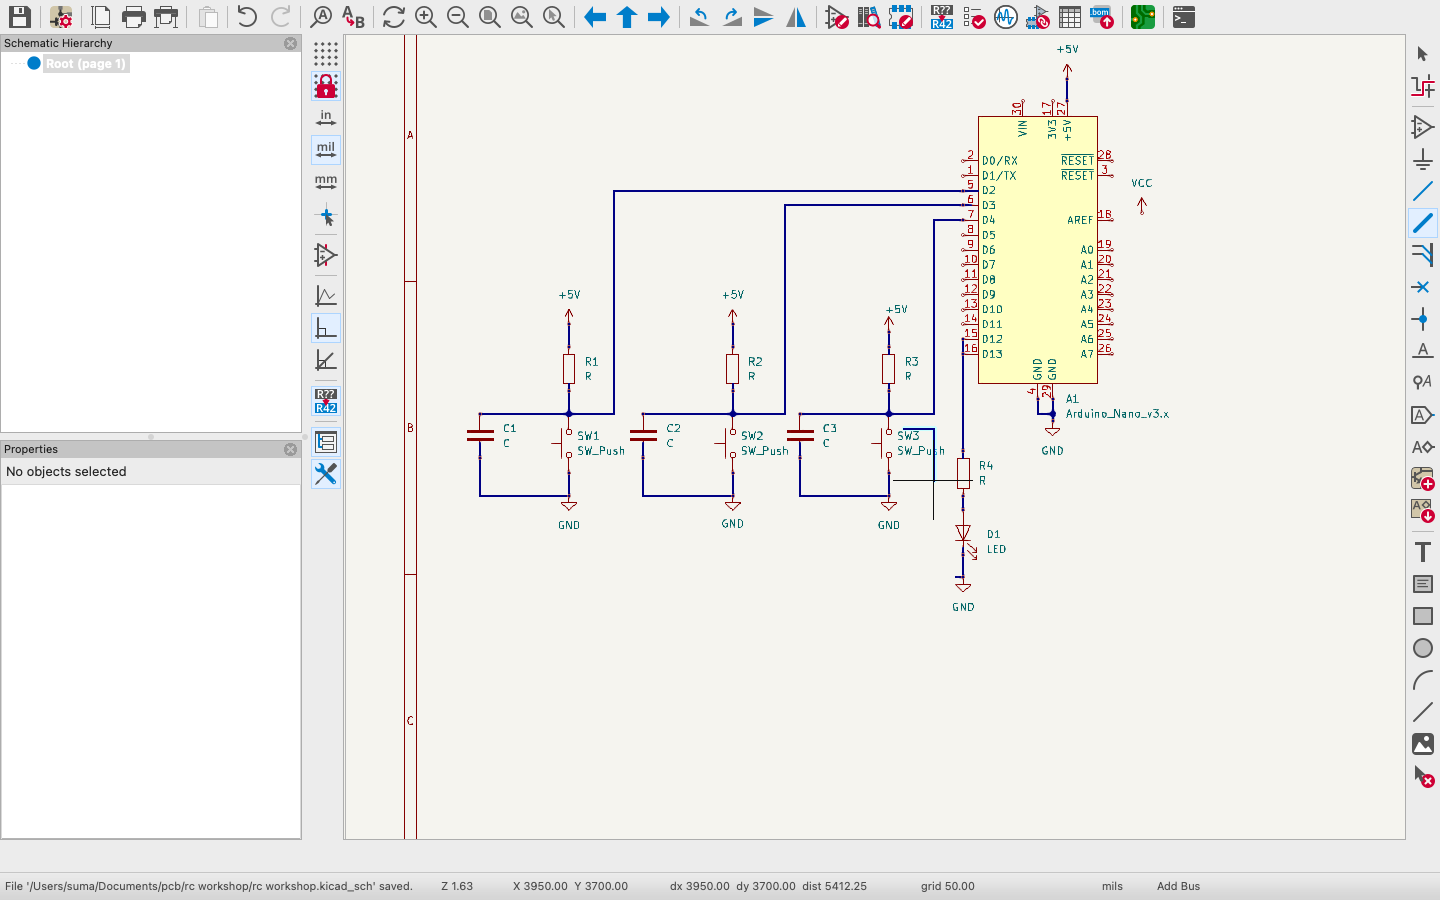 A
A B
R??
R42
bom
Schematic Hierarchy
Root (page 1)
in
mil
mm
R??
R42
Properties
No objects selected
A
B
C
+5V
30
17
27
VIN
3V3
+5V
2 D0/RX
1 D1/TX
5 D2
6 D3
7 D4
8 D5
9 D6
10 D7
11 D8
12 D9
13 D10
14 D11
15 D12
16 D13
RESET 28
RESET 3
AREF 18
A0 19
A1 20
A2 21
A3 22
A4 23
A5 24
A6 25
A7 26
GND
GND
4
29
VCC
A1
Arduino_Nano_v3.x
GND
+5V
+5V
+5V
R1
R
R2
R
R3
R
C1
C
SW1
SW_Push
C2
C
SW2
SW_Push
C3
C
SW3
SW_Push
R4
R
GND
GND
GND
D1
LED
GND
A
A
A
A
A
T
File '/Users/suma/Documents/pcb/rc workshop/rc workshop.kicad_sch' saved.
Z 1.63
X 3950.00 Y 3700.00
dx 3950.00 dy 3700.00 dist 5412.25
grid 50.00
mils
Add Bus